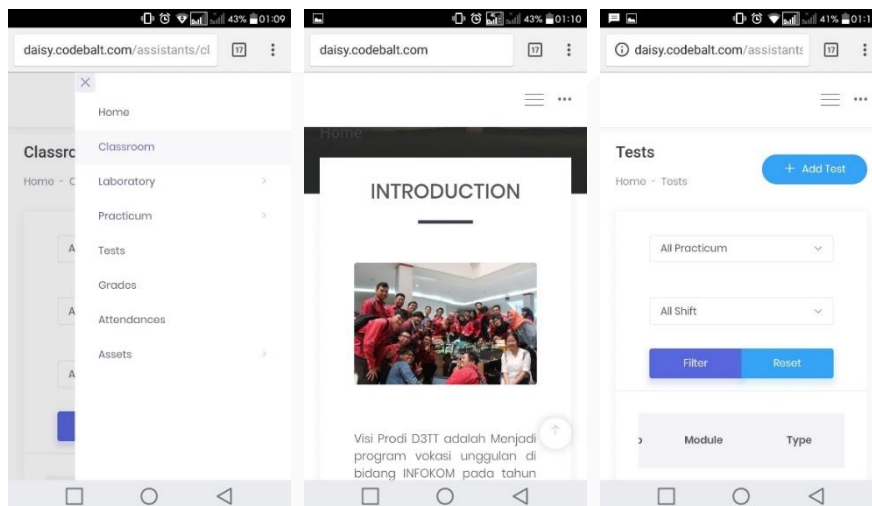 43% 01:09
daisy.codebalt.com/assistants/cl
17
Home
Classroom
Classro
Home - C
Laboratory
Practicum
A
Tests
Grades
A
Attendances
Assets
A
43% 01:10
daisy.codebalt.com
17
Home
INTRODUCTION
Visi Prodi D3TT adalah Menjadi
program vokasi unggulan di
bidang INFOKOM pada tahun
41% 01:1
daisy.codebalt.com/assistants
17
Tests
+ Add Test
Home - Tests
All Practicum
All Shift
Filter Reset
Module Type